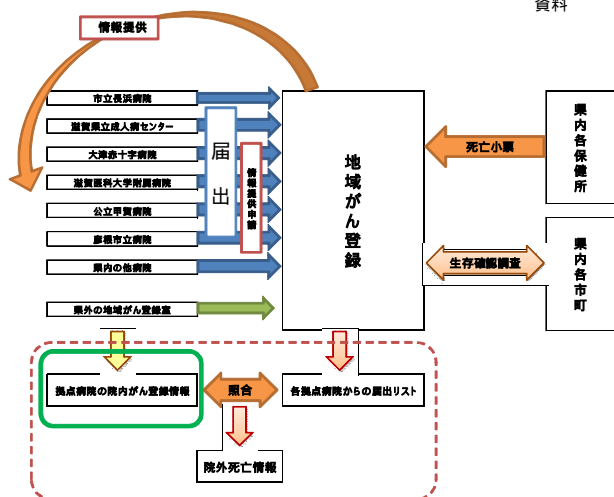 資料
情報提供
市立長浜病院
滋賀県立成人病センター
大津赤十字病院
滋賀医科大学附属病院
公立甲賀病院
彦根市立病院
県内の他病院
県外の地域がん登録室
届出
情報提供申請
地域がん登録
死亡小票
県内各保健所
生存確認調査
県内各市町
拠点病院の院内がん登録情報
照合
各拠点病院からの届出リスト
院外死亡情報